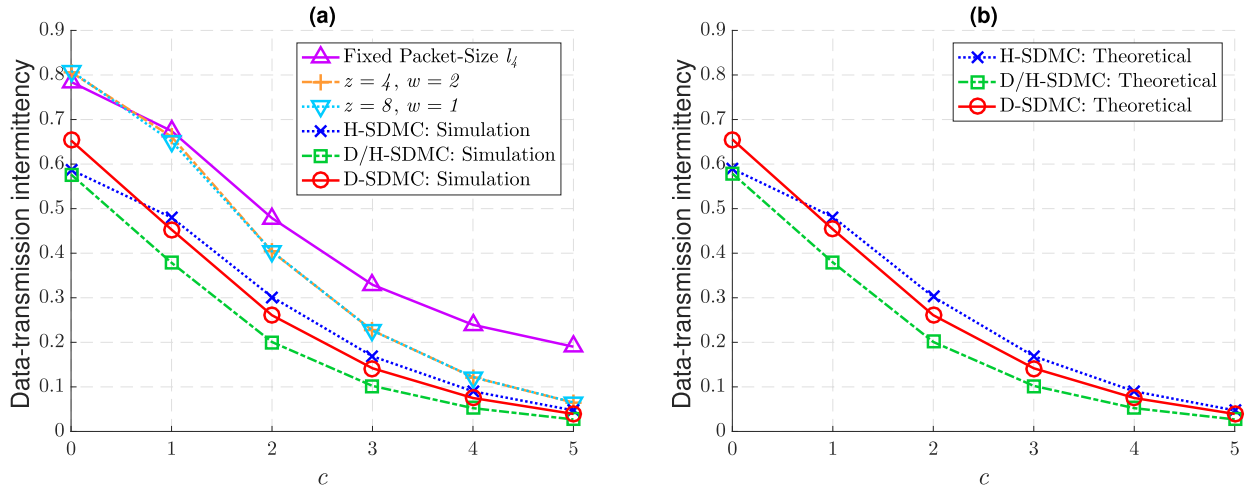 (a)
Data-transmission intermittency
0.9
0.8
0.7
0.6
0.5
0.4
0.3
0.2
0.1
0
0 1 2 3 4 5
c
Fixed Packet-Size l4
z = 4, w = 2
z = 8, w = 1
H-SDMC: Simulation
D/H-SDMC: Simulation
D-SDMC: Simulation
(b)
Data-transmission intermittency
0.9
0.8
0.7
0.6
0.5
0.4
0.3
0.2
0.1
0
0 1 2 3 4 5
c
H-SDMC: Theoretical
D/H-SDMC: Theoretical
D-SDMC: Theoretical